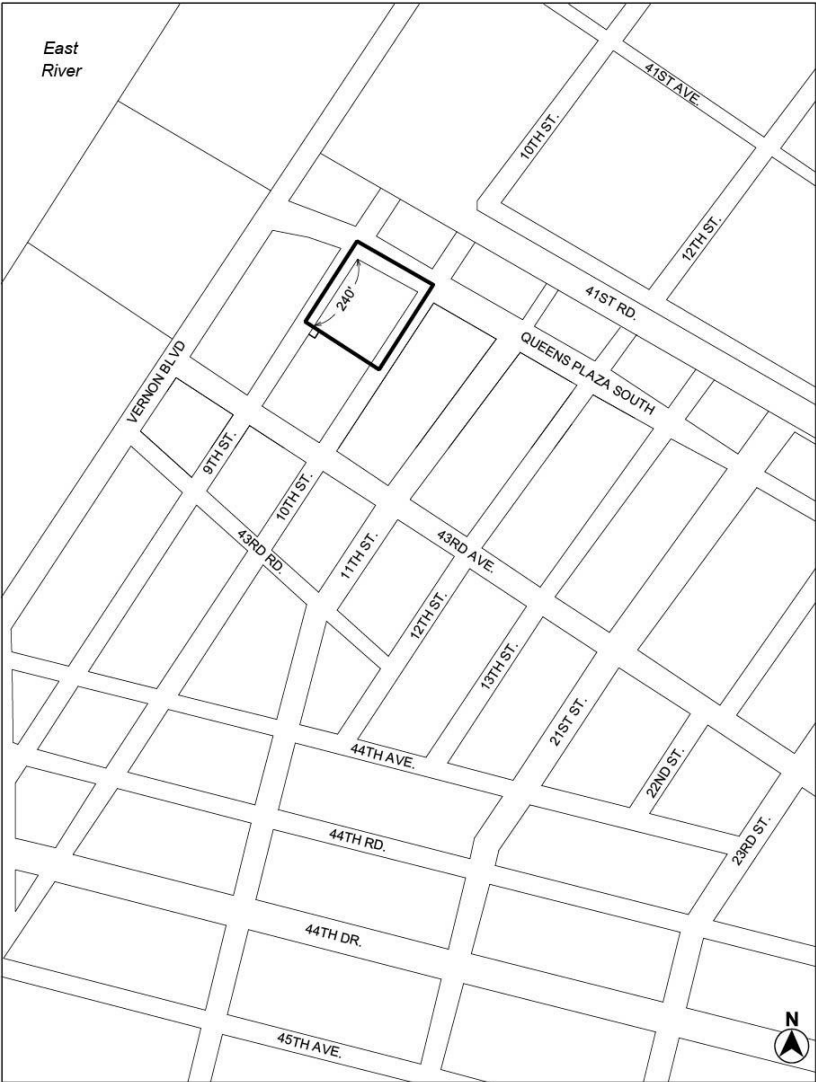 East
River
41ST AVE.
10TH ST.
12TH ST.
41ST RD.
240'
QUEENS PLAZA SOUTH
VERNON BLVD
9TH ST.
10TH ST.
43RD RD.
11TH ST.
43RD AVE.
12TH ST.
13TH ST.
21ST ST.
22ND ST.
23RD ST.
44TH AVE.
44TH RD.
44TH DR.
45TH AVE.
N